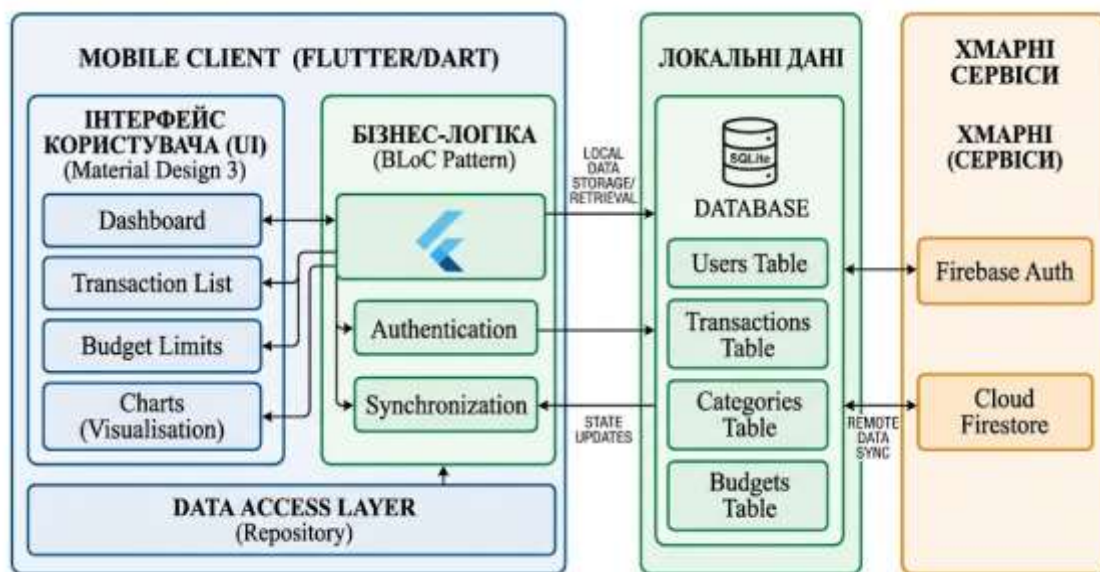 MOBILE CLIENT (FLUTTER/DART)
ІНТЕРФЕЙС
КОРИСТУВАЧА (UI)
(Material Design 3)
Dashboard
Transaction List
Budget Limits
Charts
(Visualisation)
БІЗНЕС-ЛОГІКА
(BLoC Pattern)
Authentication
Synchronization
DATA ACCESS LAYER
(Repository)
LOCAL
DATA
STORAGE/
RETRIEVAL
STATE
UPDATES
ЛОКАЛЬНІ ДАНІ
SQLite
DATABASE
Users Table
Transactions
Table
Categories
Table
Budgets
Table
REMOTE
DATA
SYNC
ХМАРНІ
СЕРВІСИ
ХМАРНІ
(СЕРВІСИ)
Firebase Auth
Cloud
Firestore